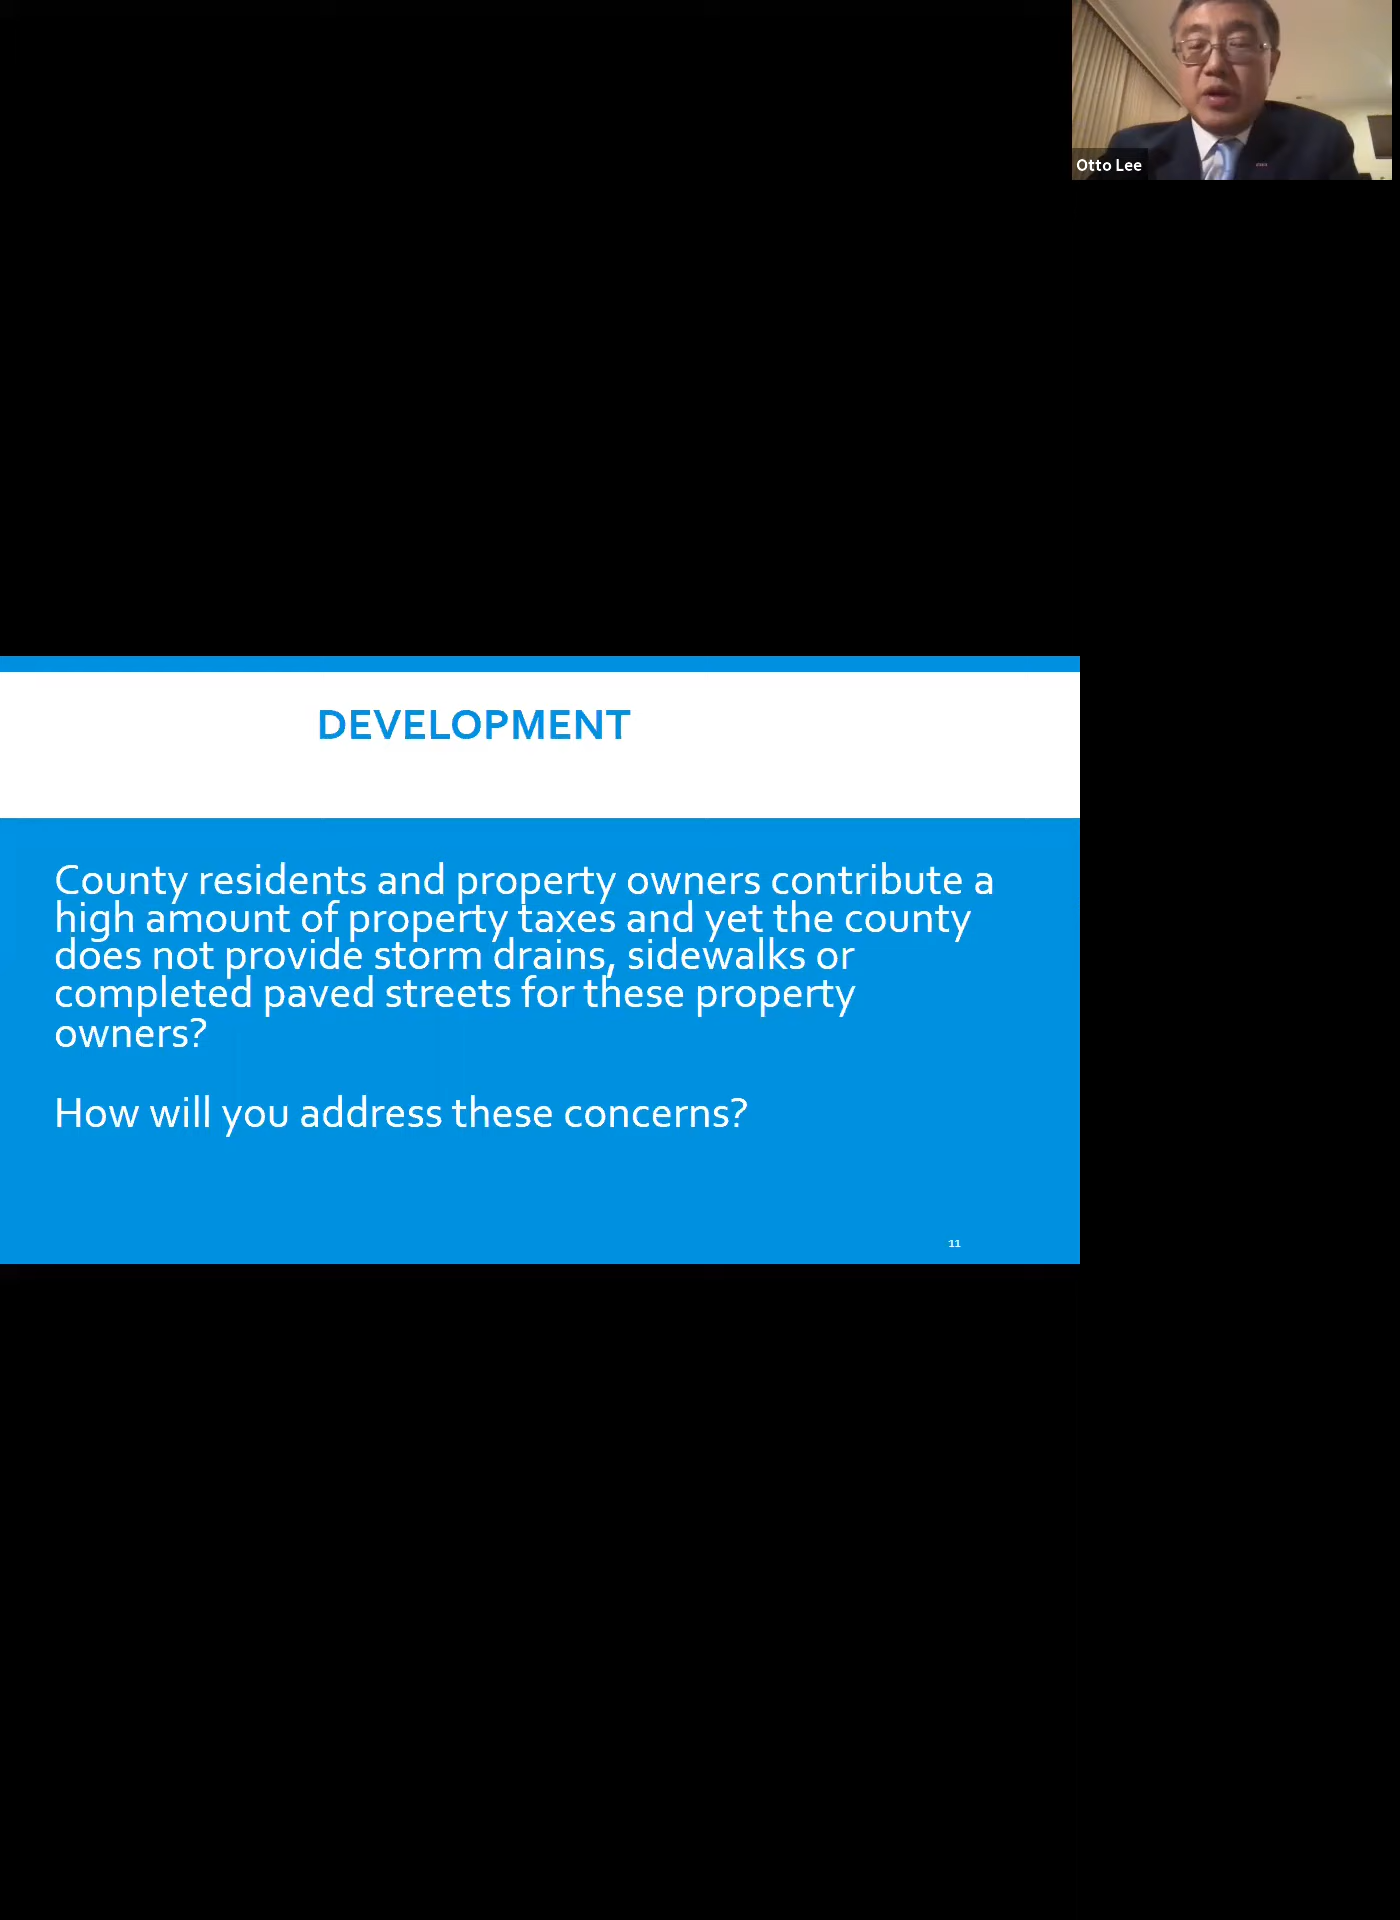 Otto Lee
DEVELOPMENT
County residents and property owners contribute a
high amount of property taxes and yet the county
does not provide storm drains, sidewalks or
completed paved streets for these property
owners?
How will you address these concerns?
11